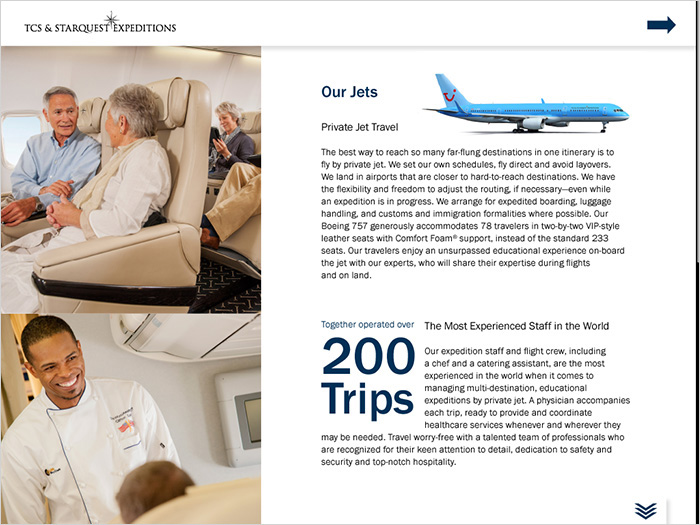 TCS & STARQUEST EXPEDITIONS
Our Jets
Private Jet Travel
The best way to reach so many far-flung destinations in one itinerary is to
fly by private jet. We set our own schedules, fly direct and avoid layovers.
We land in airports that are closer to hard-to-reach destinations. We have
the flexibility and freedom to adjust the routing, if necessary—even while
an expedition is in progress. We arrange for expedited boarding, luggage
handling, and customs and immigration formalities where possible. Our
Boeing 757 generously accommodates 78 travelers in two-by-two VIP-style
leather seats with Comfort Foam® support, instead of the standard 233
seats. Our travelers enjoy an unsurpassed educational experience on-board
the jet with our experts, who will share their expertise during flights
and on land.
Together operated over
200
Trips
The Most Experienced Staff in the World
Our expedition staff and flight crew, including
a chef and a catering assistant, are the most
experienced in the world when it comes to
managing multi-destination, educational
expeditions by private jet. A physician accompanies
each trip, ready to provide and coordinate
healthcare services whenever and wherever they
may be needed. Travel worry-free with a talented team of professionals who
are recognized for their keen attention to detail, dedication to safety and
security and top-notch hospitality.